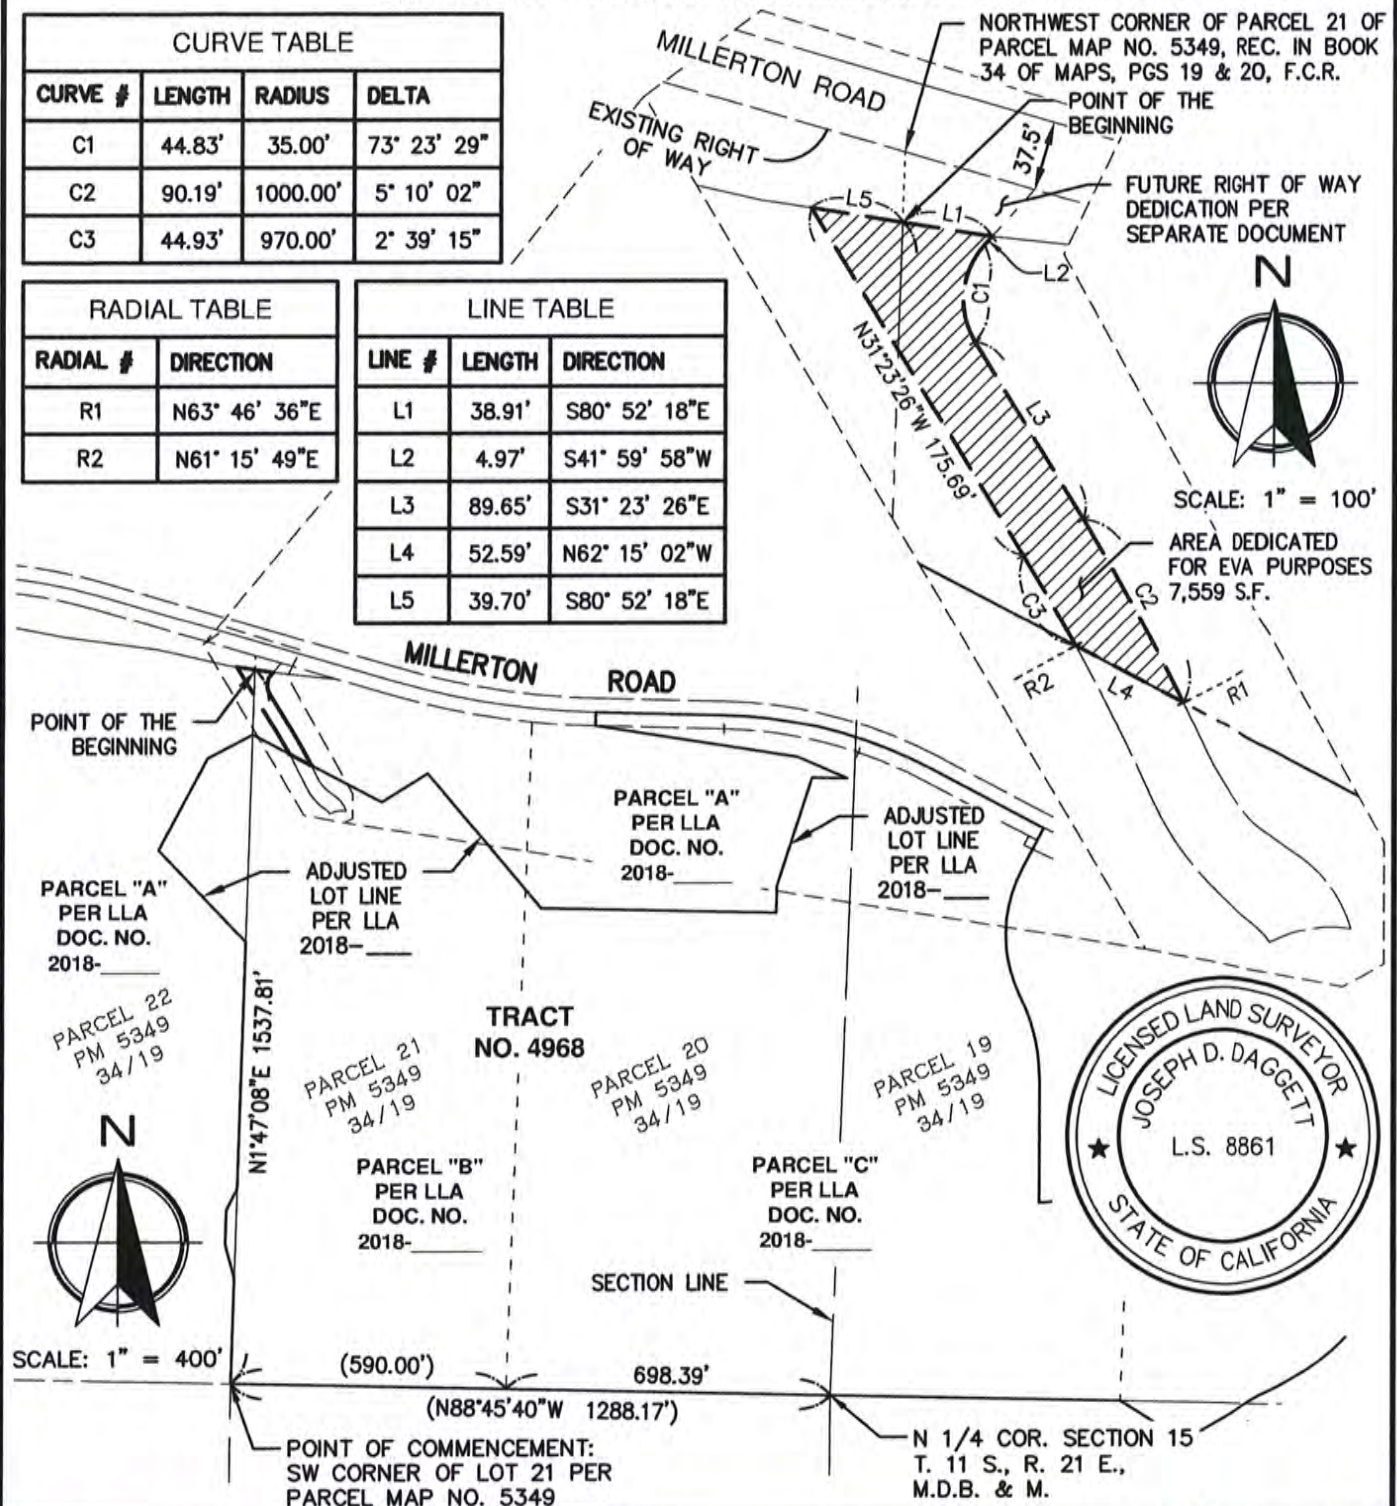 CURVE TABLE
CURVE # LENGTH RADIUS DELTA
C1 44.83' 35.00' 73° 23' 29"
C2 90.19' 1000.00' 5° 10' 02"
C3 44.93' 970.00' 2° 39' 15"
RADIAL TABLE
RADIAL # DIRECTION
R1 N63° 46' 36"E
R2 N61° 15' 49"E
LINE TABLE
LINE # LENGTH DIRECTION
L1 38.91' S80° 52' 18"E
L2 4.97' S41° 59' 58"W
L3 89.65' S31° 23' 26"E
L4 52.59' N62° 15' 02"W
L5 39.70' S80° 52' 18"E
MILLERTON ROAD
EXISTING RIGHT
OF WAY
NORTHWEST CORNER OF PARCEL 21 OF
PARCEL MAP NO. 5349, REC. IN BOOK
34 OF MAPS, PGS 19 & 20, F.C.R.
POINT OF THE
BEGINNING
37.5'
FUTURE RIGHT OF WAY
DEDICATION PER
SEPARATE DOCUMENT
L5
L1
L2
C1
N31°23'26"W 175.69'
L3
N
SCALE: 1" = 100'
AREA DEDICATED
FOR EVA PURPOSES
7,559 S.F.
C3
C2
R2
L4
R1
MILLERTON ROAD
POINT OF THE
BEGINNING
PARCEL "A"
PER LLA
DOC. NO.
2018-____
ADJUSTED
LOT LINE
PER LLA
2018-____
PARCEL "A"
PER LLA
DOC. NO.
2018-____
ADJUSTED
LOT LINE
PER LLA
2018-____
PARCEL 22
PM 5349
34/19
N1°47'08"E 1537.81'
TRACT
NO. 4968
PARCEL 21
PM 5349
34/19
PARCEL 20
PM 5349
34/19
PARCEL 19
PM 5349
34/19
LICENSED LAND SURVEYOR
JOSEPH D. DAGGETT
L.S. 8861
STATE OF CALIFORNIA
N
SCALE: 1" = 400'
PARCEL "B"
PER LLA
DOC. NO.
2018-____
PARCEL "C"
PER LLA
DOC. NO.
2018-____
SECTION LINE
(590.00')
698.39'
(N88°45'40"W 1288.17')
POINT OF COMMENCEMENT:
SW CORNER OF LOT 21 PER
PARCEL MAP NO. 5349
N 1/4 COR. SECTION 15
T. 11 S., R. 21 E.,
M.D.B. & M.